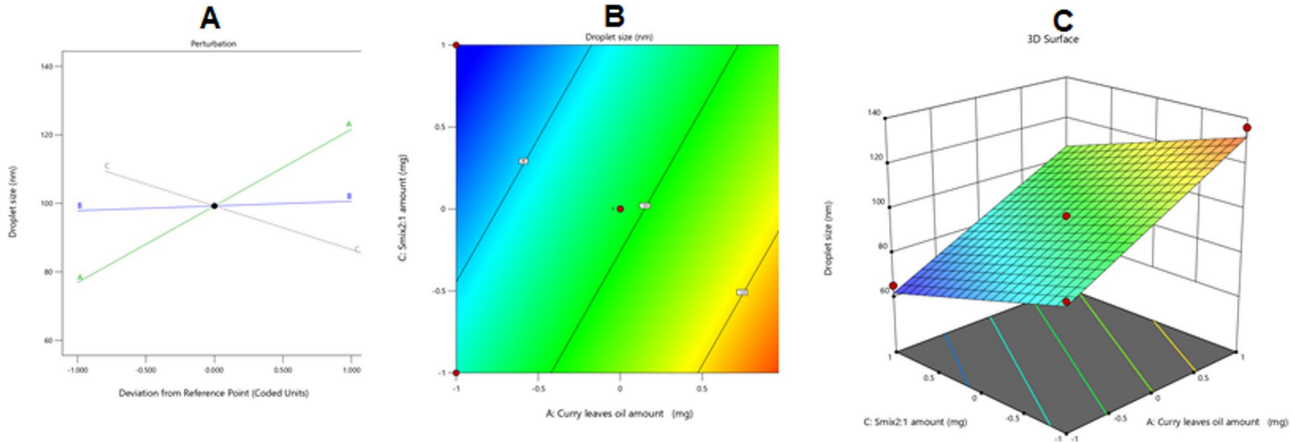 A
B
C
Perturbation
Droplet size (nm)
3D Surface
140
120
100
80
60
Droplet size (nm)
A
A
B
B
C
C
-1.000
-0.500
0.000
0.500
1.000
Deviation from Reference Point (Coded Units)
1
0.5
0
-0.5
-1
C: Smix2:1 amount (mg)
-1
-0.5
0
0.5
A: Curry leaves oil amount (mg)
140
120
100
80
60
Droplet size (nm)
1
0.5
0
-0.5
-1
C: Smix2:1 amount (mg)
-1
-0.5
0
0.5
1
A: Curry leaves oil amount (mg)